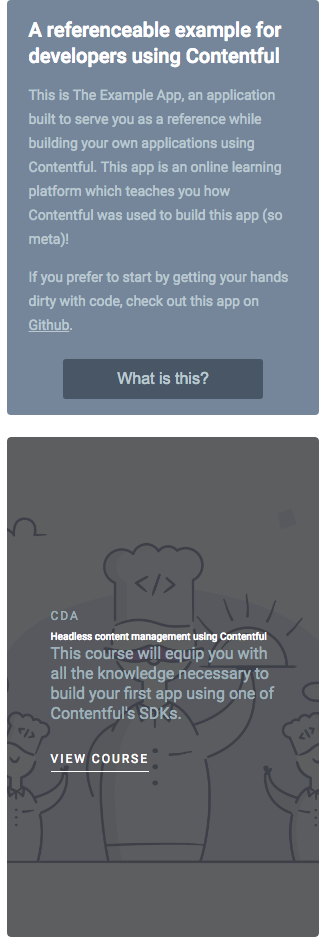 A referenceable example for
developers using Contentful
This is The Example App, an application
built to serve you as a reference while
building your own applications using
Contentful. This app is an online learning
platform which teaches you how
Contentful was used to build this app (so
meta)!
If you prefer to start by getting your hands
dirty with code, check out this app on
Github.
What is this?
</>
CDA
Headless content management using Contentful
This course will equip you with
all the knowledge necessary to
build your first app using one of
Contentful's SDKs.
VIEW COURSE